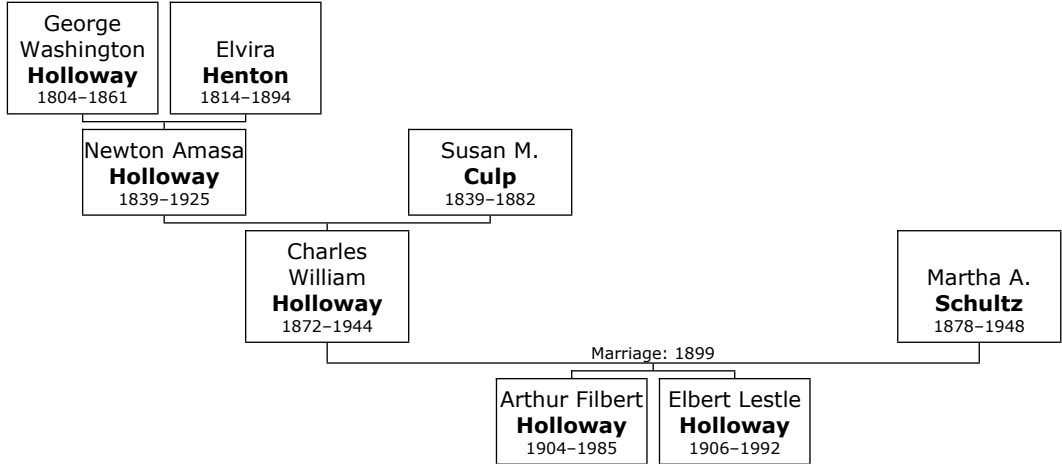 George
Washington
Holloway
1804–1861
Elvira
Henton
1814–1894
Newton Amasa
Holloway
1839–1925
Susan M.
Culp
1839–1882
Charles
William
Holloway
1872–1944
Martha A.
Schultz
1878–1948
Marriage: 1899
Arthur Filbert
Holloway
1904–1985
Elbert Lestle
Holloway
1906–1992